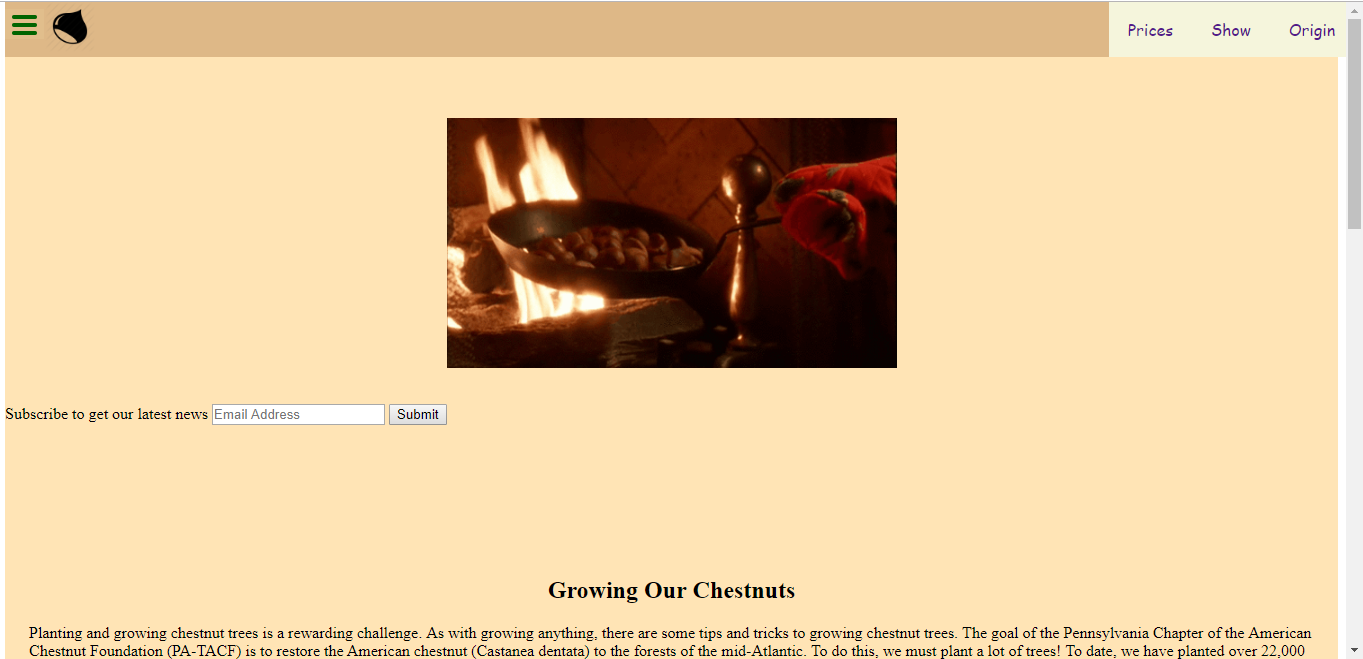 Prices Show Origin
Subscribe to get our latest news Email Address Submit
Growing Our Chestnuts
Planting and growing chestnut trees is a rewarding challenge. As with growing anything, there are some tips and tricks to growing chestnut trees. The goal of the Pennsylvania Chapter of the American
Chestnut Foundation (PA-TACF) is to restore the American chestnut (Castanea dentata) to the forests of the mid-Atlantic. To do this, we must plant a lot of trees! To date, we have planted over 22,000